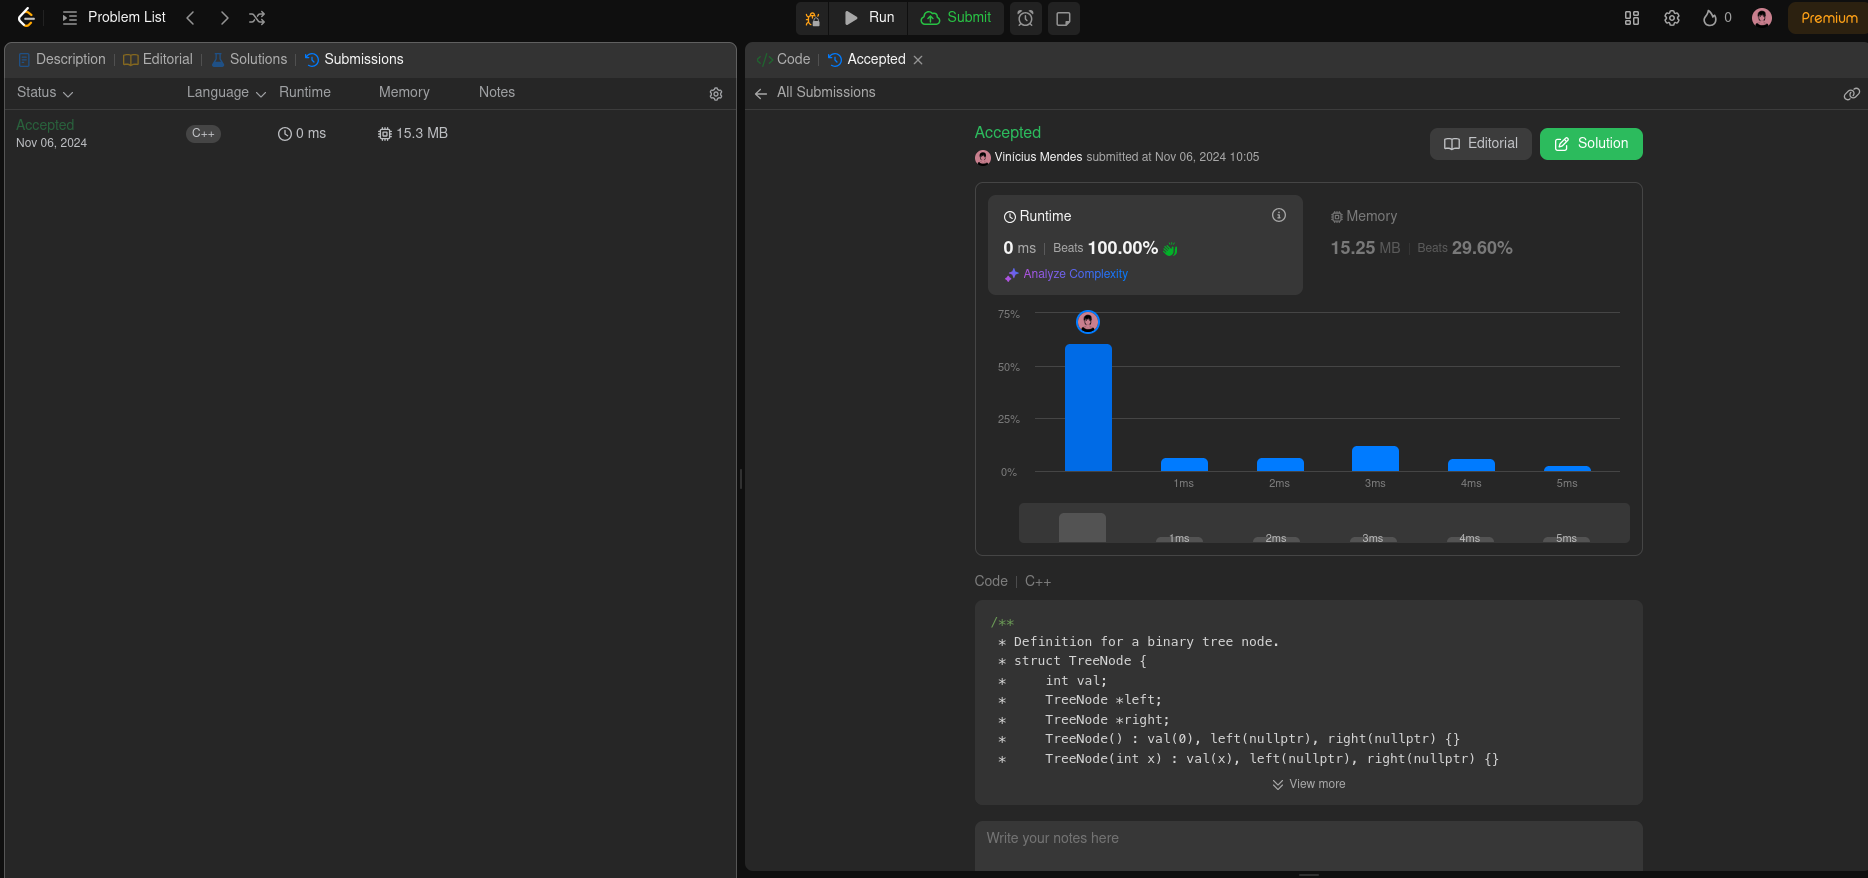 Problem List
Run
Submit
0
Premium
Description | Editorial | Solutions | Submissions
Status Language Runtime Memory Notes
Accepted
Nov 06, 2024
C++
0 ms
15.3 MB
Code | Accepted
All Submissions
Accepted
Vinícius Mendes submitted at Nov 06, 2024 10:05
Editorial
Solution
Runtime
0 ms | Beats 100.00%
Analyze Complexity
Memory
15.25 MB | Beats 29.60%
75%
50%
25%
0%
1ms 2ms 3ms 4ms 5ms
1ms 2ms 3ms 4ms 5ms
Code | C++
/**
 * Definition for a binary tree node.
 * struct TreeNode {
 *     int val;
 *     TreeNode *left;
 *     TreeNode *right;
 *     TreeNode() : val(0), left(nullptr), right(nullptr) {}
 *     TreeNode(int x) : val(x), left(nullptr), right(nullptr) {}
View more
Write your notes here